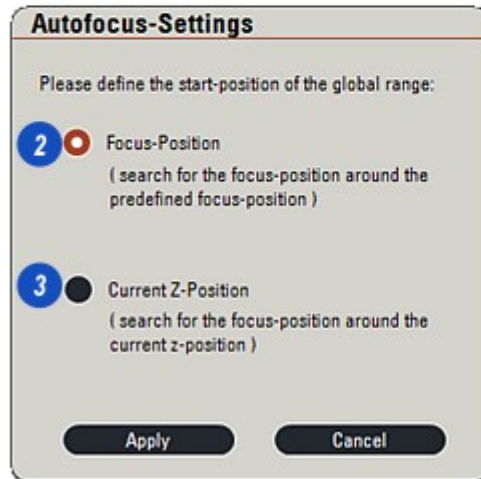 Autofocus-Settings
Please define the start-position of the global range:
2 Focus-Position
( search for the focus-position around the
predefined focus-position )
3 Current Z-Position
( search for the focus-position around the
current z-position )
Apply Cancel